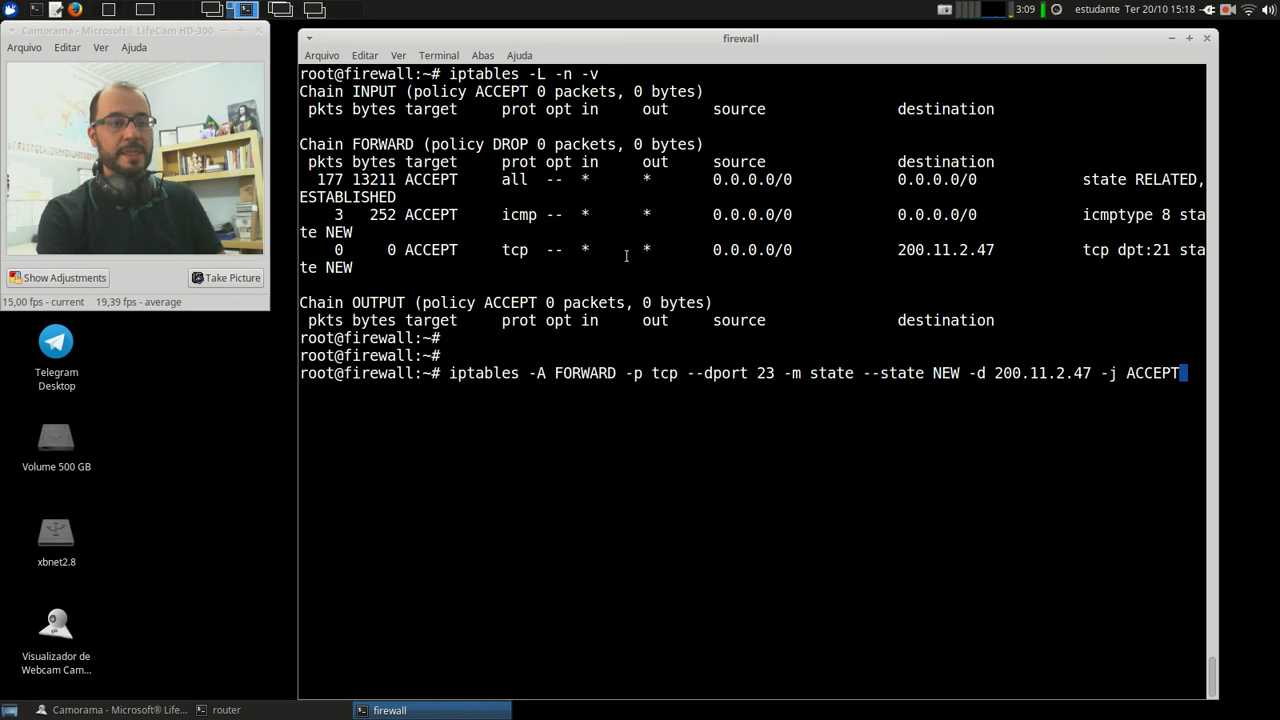 3:09 estudante Ter 20/10 15:18
Camorama - Microsoft® LifeCam HD-300
Arquivo Editar Ver Ajuda
Show Adjustments Take Picture
15,00 fps - current 19,39 fps - average
Telegram
Desktop
Volume 500 GB
xbnet2.8
Visualizador de
Webcam Cam...
firewall
Arquivo Editar Ver Terminal Abas Ajuda
root@firewall:~# iptables -L -n -v
Chain INPUT (policy ACCEPT 0 packets, 0 bytes)
pkts bytes target prot opt in out source destination
Chain FORWARD (policy DROP 0 packets, 0 bytes)
pkts bytes target prot opt in out source destination
177 13211 ACCEPT all -- * * 0.0.0.0/0 0.0.0.0/0 state RELATED,
ESTABLISHED
3 252 ACCEPT icmp -- * * 0.0.0.0/0 0.0.0.0/0 icmptype 8 sta
te NEW
0 0 ACCEPT tcp -- * * 0.0.0.0/0 200.11.2.47 tcp dpt:21 sta
te NEW
Chain OUTPUT (policy ACCEPT 0 packets, 0 bytes)
pkts bytes target prot opt in out source destination
root@firewall:~#
root@firewall:~#
root@firewall:~# iptables -A FORWARD -p tcp --dport 23 -m state --state NEW -d 200.11.2.47 -j ACCEPT
Camorama - Microsoft® LifeC... router firewall